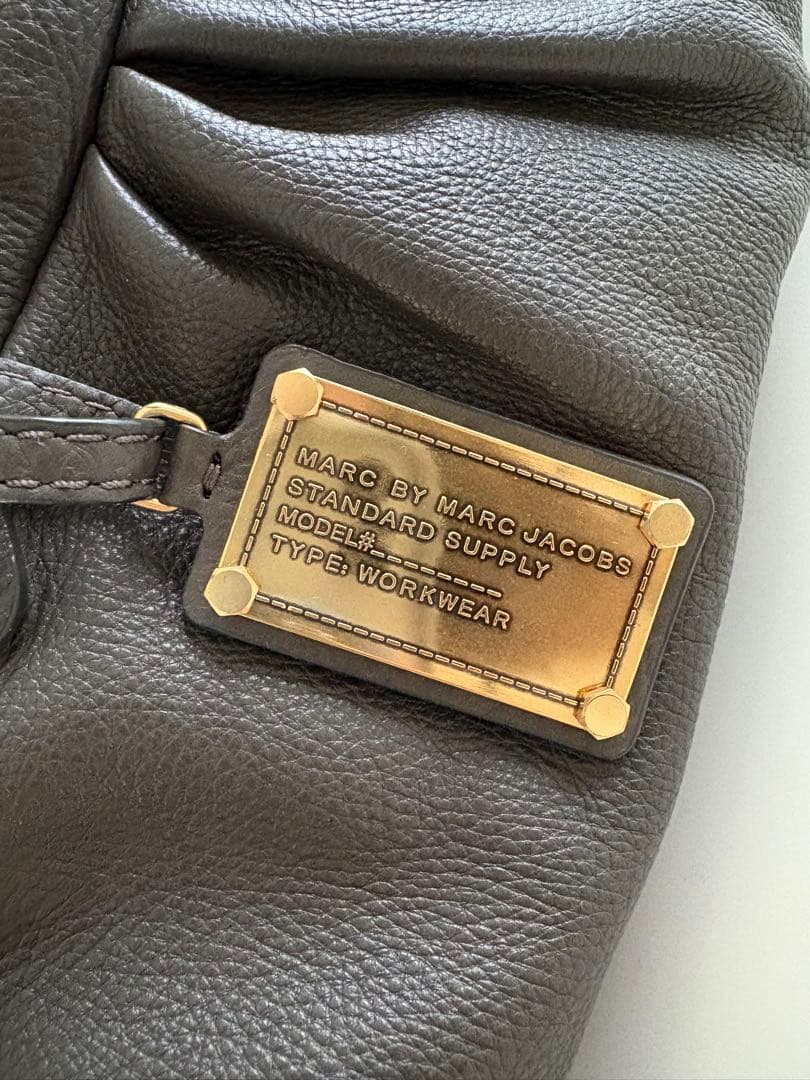 MARC BY MARC JACOBS
STANDARD SUPPLY
MODEL#_________
TYPE: WORKWEAR